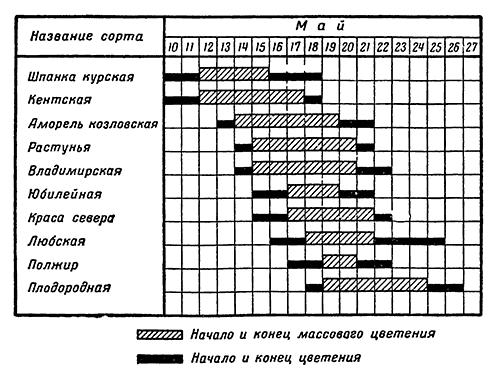 Название сорта
Май
10 11 12 13 14 15 16 17 18 19 20 21 22 23 24 25 26 27
Шпанка курская
Кентская
Аморель козловская
Растунья
Владимирская
Юбилейная
Краса севера
Любская
Полжир
Плодородная
Начало и конец массового цветения
Начало и конец цветения